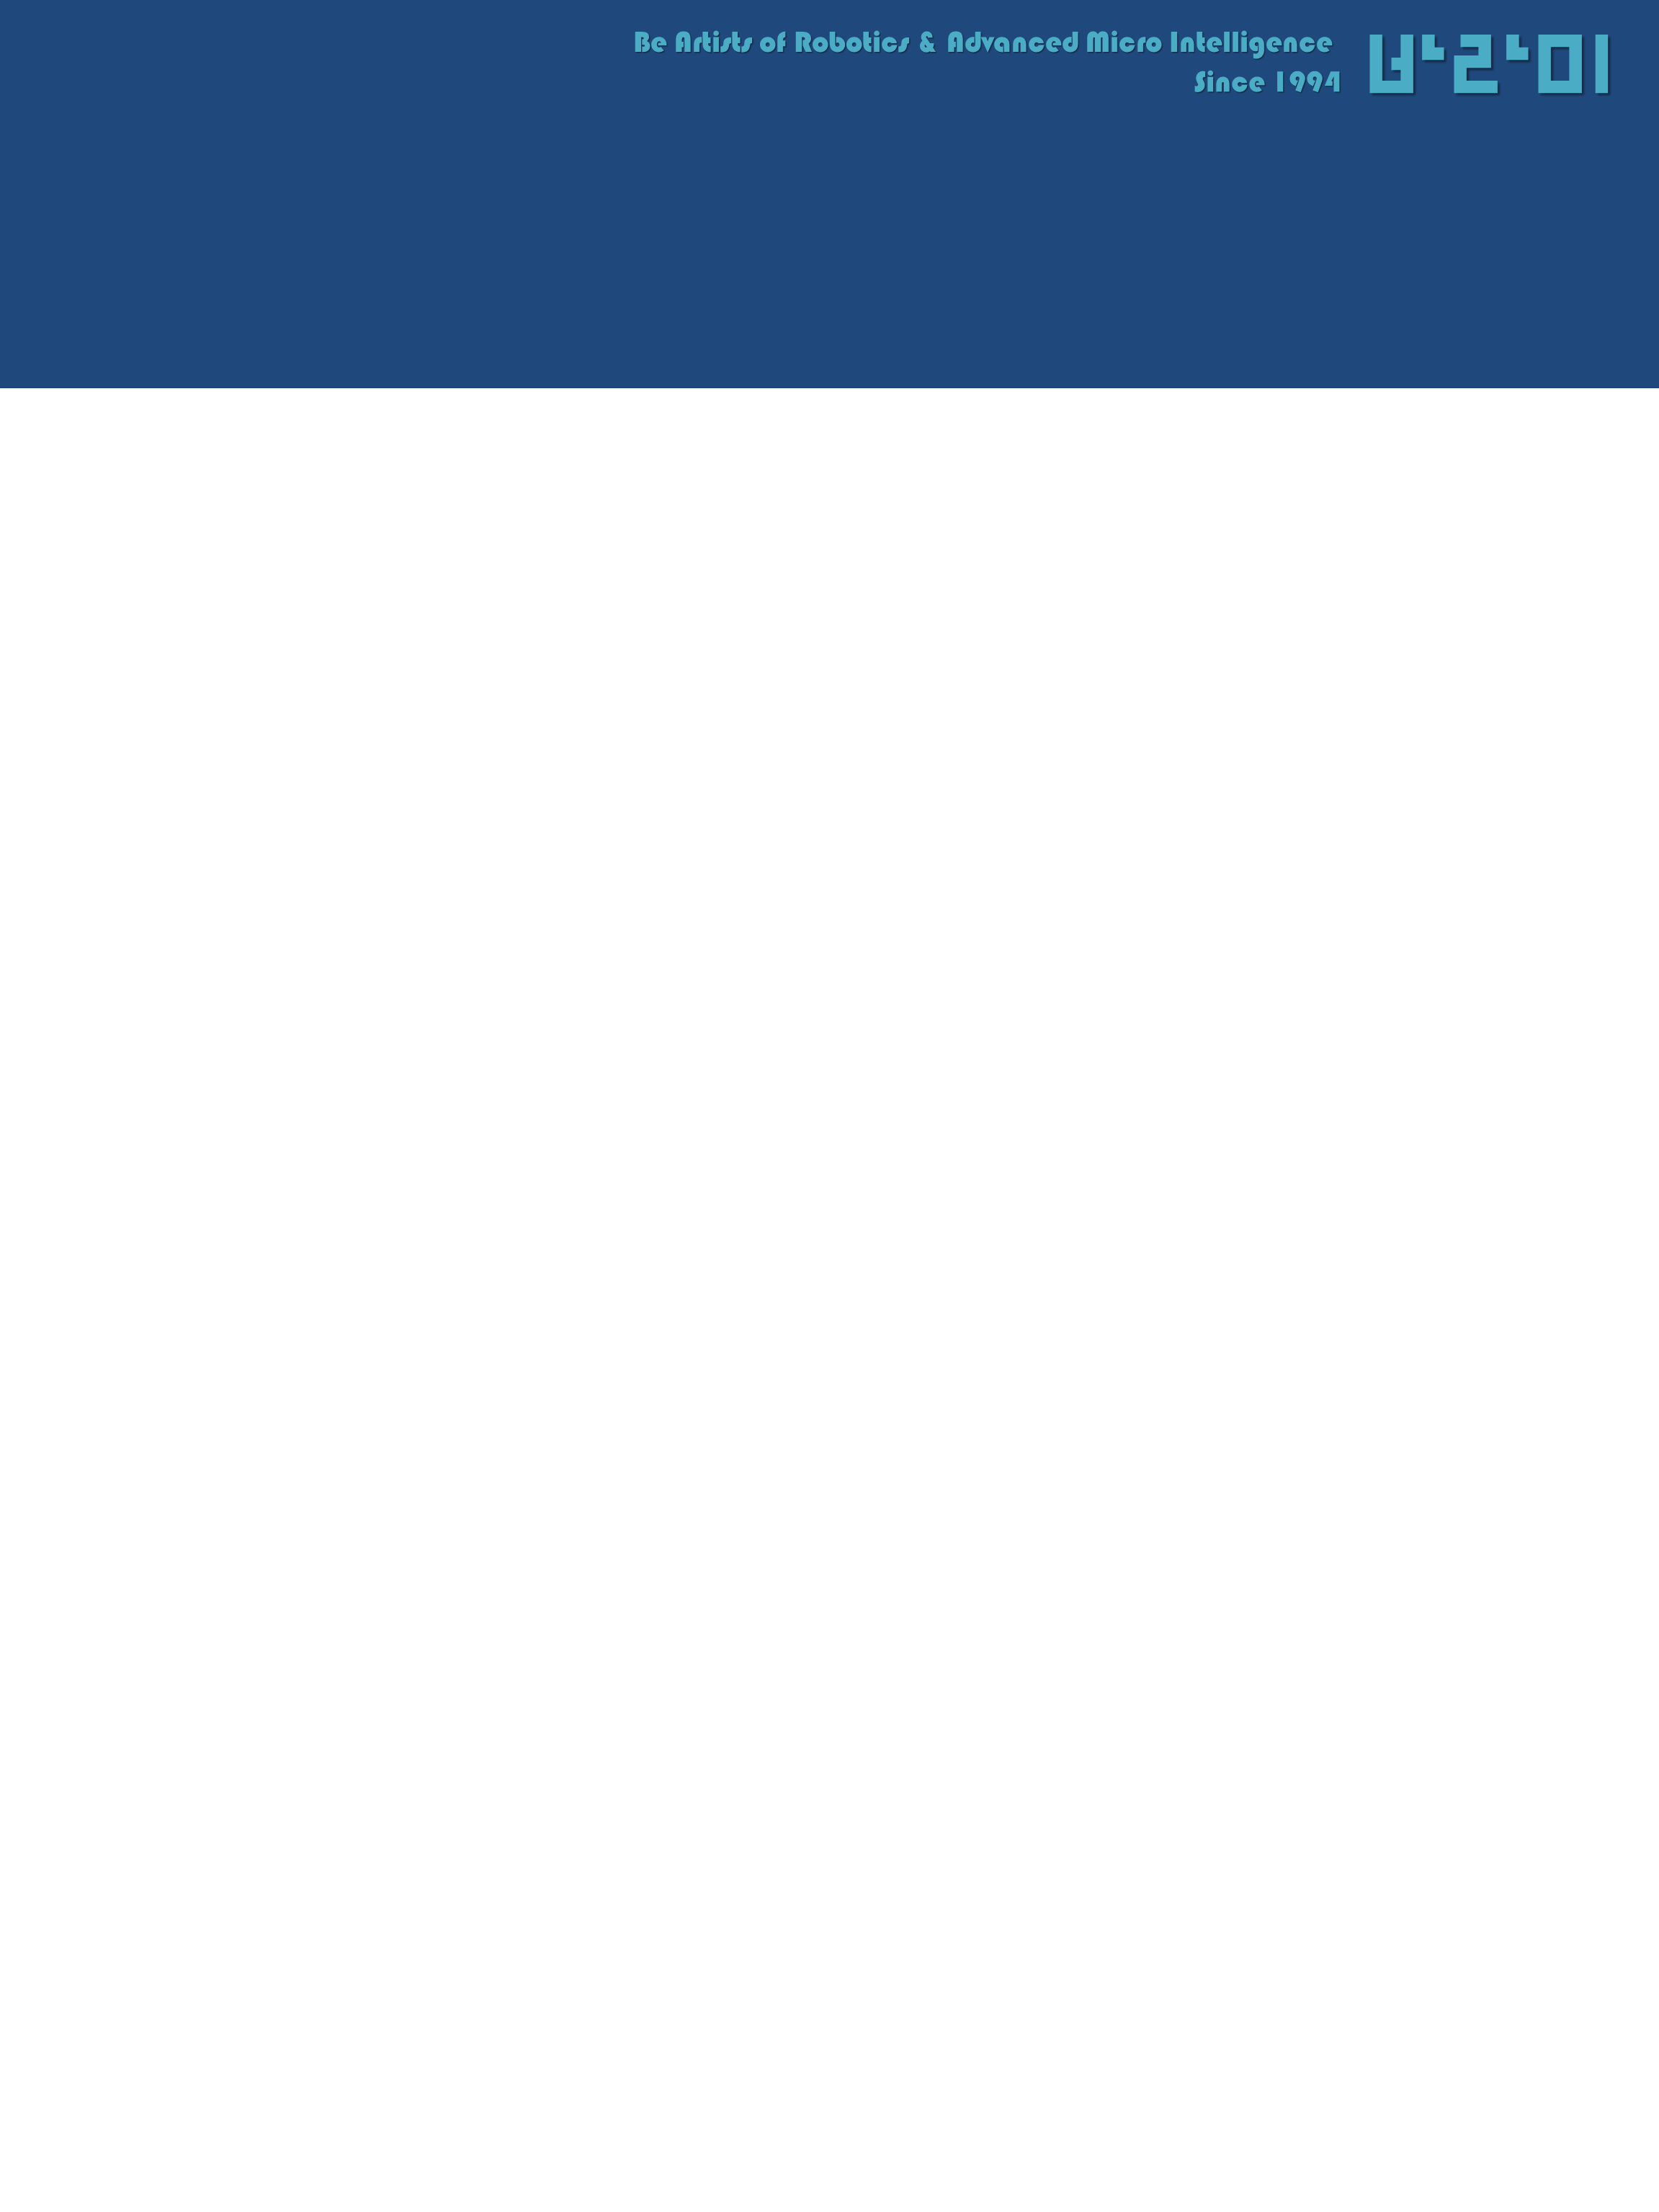 Be Artists of Robotics & Advanced Micro Intelligence
Since 1994
바라미